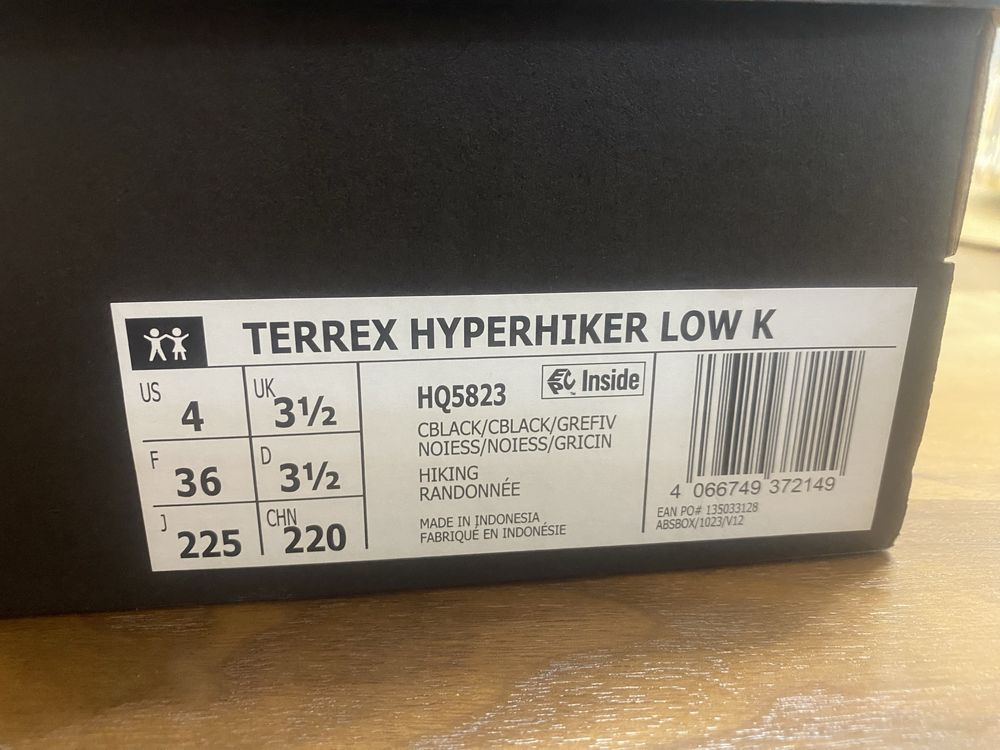 TERREX HYPERHIKER LOW K
US 4 UK 3½
F 36 D 3½
J 225 CHN 220
HQ5823
EPC Inside
™
CBLACK/CBLACK/GREFIV
NOIESS/NOIESS/GRICIN
HIKING
RANDONNÉE
MADE IN INDONESIA
FABRIQUÉ EN INDONÉSIE
4 066749 372149
EAN PO# 135033128
ABSBOX/1023/V12